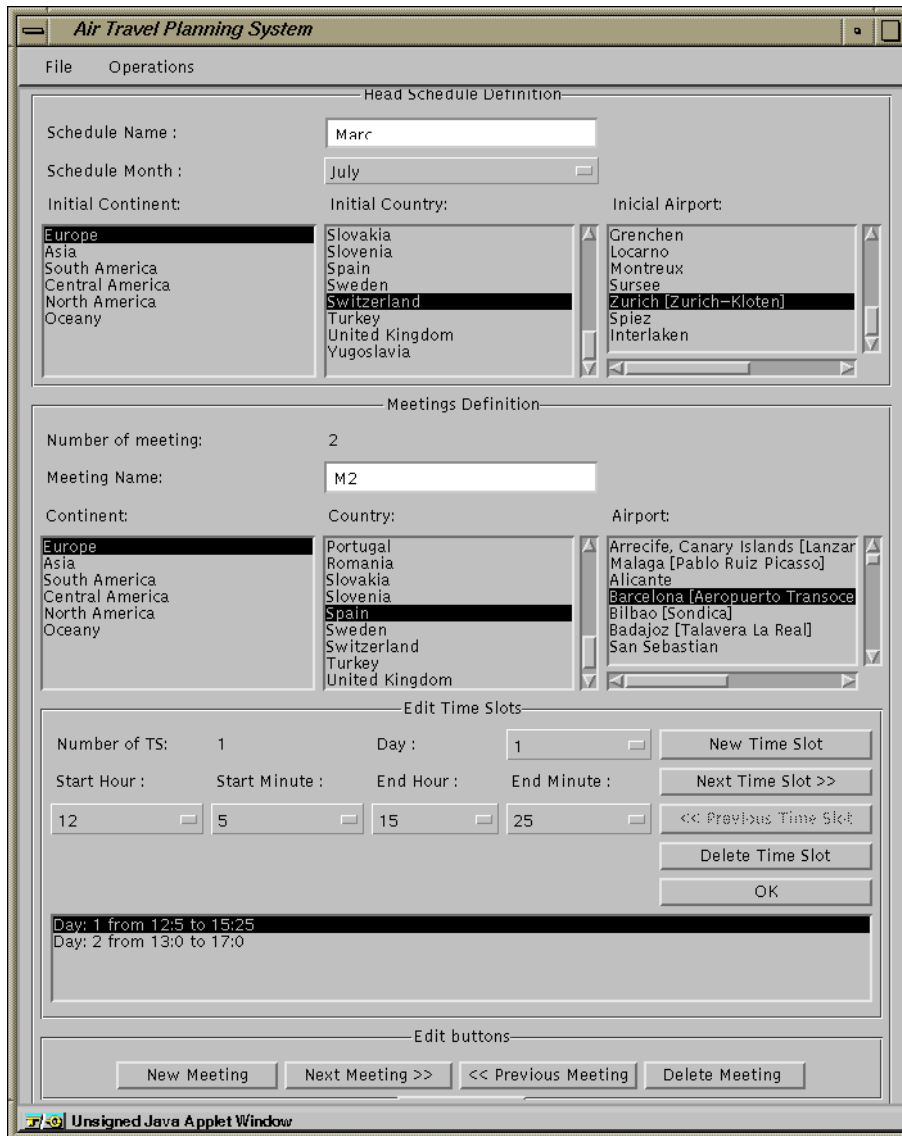 Air Travel Planning System
File Operations
Head Schedule Definition
Schedule Name : Marc
Schedule Month : July
Initial Continent: Initial Country: Inicial Airport:
Europe
Asia
South America
Central America
North America
Oceany
Slovakia
Slovenia
Spain
Sweden
Switzerland
Turkey
United Kingdom
Yugoslavia
Grenchen
Locarno
Montreux
Sursee
Zurich [Zurich-Kloten]
Spiez
Interlaken
Meetings Definition
Number of meeting: 2
Meeting Name: M2
Continent: Country: Airport:
Europe
Asia
South America
Central America
North America
Oceany
Portugal
Romania
Slovakia
Slovenia
Spain
Sweden
Switzerland
Turkey
United Kingdom
Arrecife, Canary Islands [Lanzar
Malaga [Pablo Ruiz Picasso]
Alicante
Barcelona [Aeropuerto Transoce
Bilbao [Sondica]
Badajoz [Talavera La Real]
San Sebastian
Edit Time Slots
Number of TS: 1 Day : 1 New Time Slot
Start Hour : Start Minute : End Hour : End Minute : Next Time Slot >>
12 5 15 25 << Previous Time Slot
Delete Time Slot
OK
Day: 1 from 12:5 to 15:25
Day: 2 from 13:0 to 17:0
Edit buttons
New Meeting Next Meeting >> << Previous Meeting Delete Meeting
Unsigned Java Applet Window